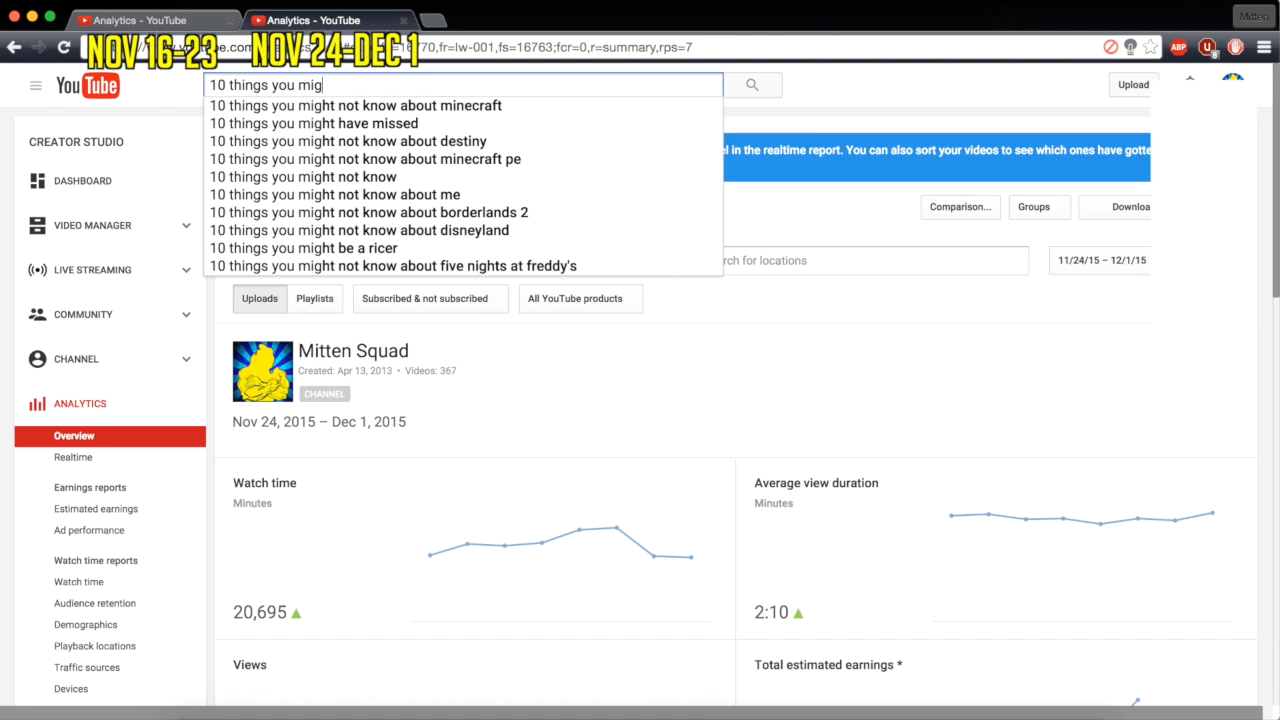 Analytics - YouTube
Analytics - YouTube
Mitten
NOV 16-23
NOV 24-DEC 1
fr=lw-001,fs=16763;fcr=0,r=summary,rps=7
ABP
YouTube
10 things you mig
Upload
10 things you might not know about minecraft
10 things you might have missed
10 things you might not know about destiny
10 things you might not know about minecraft pe
10 things you might not know
10 things you might not know about me
10 things you might not know about borderlands 2
10 things you might not know about disneyland
10 things you might be a ricer
10 things you might not know about five nights at freddy's
in the realtime report. You can also sort your videos to see which ones have gotte
Comparison...
Groups
Downloa
for locations
11/24/15 – 12/1/15
CREATOR STUDIO
DASHBOARD
VIDEO MANAGER
LIVE STREAMING
COMMUNITY
CHANNEL
ANALYTICS
Overview
Realtime
Earnings reports
Estimated earnings
Ad performance
Watch time reports
Watch time
Audience retention
Demographics
Playback locations
Traffic sources
Devices
Uploads
Playlists
Subscribed & not subscribed
All YouTube products
Mitten Squad
Created: Apr 13, 2013 • Videos: 367
CHANNEL
Nov 24, 2015 – Dec 1, 2015
Watch time
Minutes
20,695
Average view duration
Minutes
2:10
Views
Total estimated earnings *